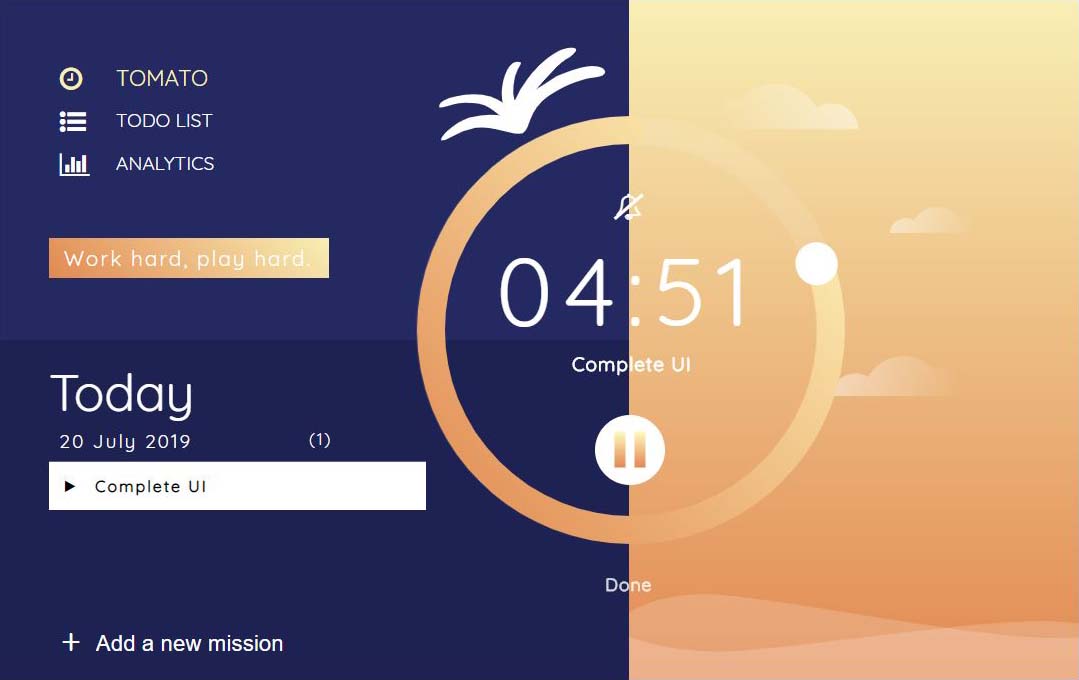 TOMATO
TODO LIST
ANALYTICS
Work hard, play hard.
Today
20 July 2019 (1)
Complete UI
Add a new mission
04:51
Complete UI
Done